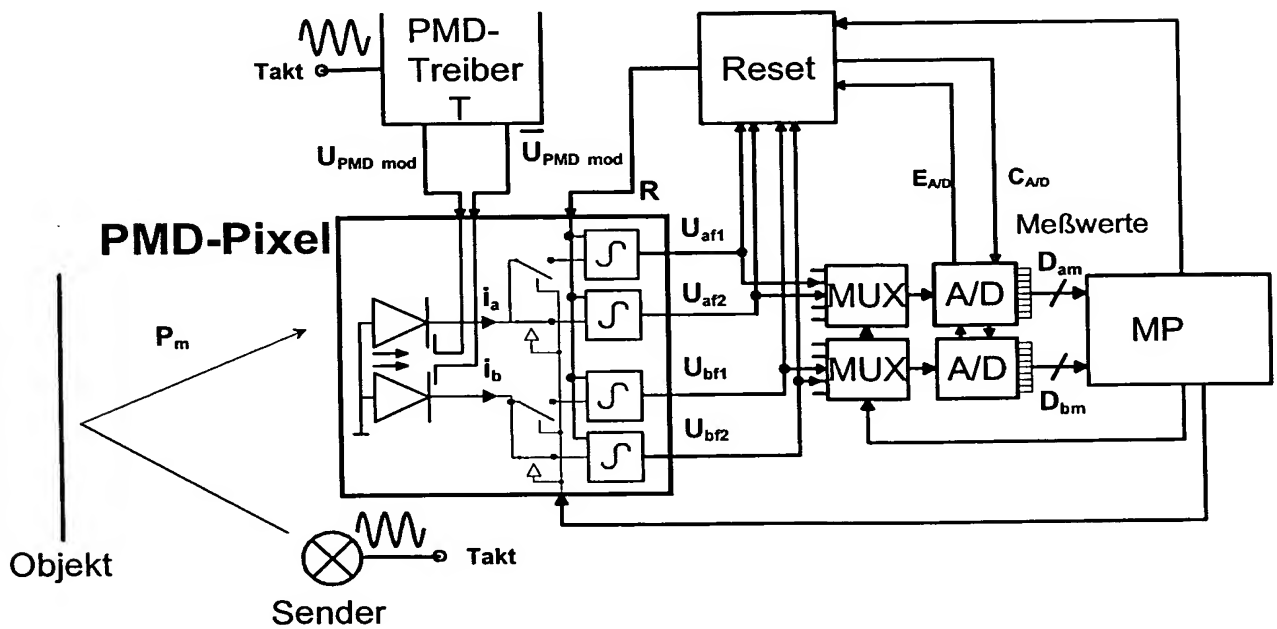 PMD-
Treiber
T
Takt
Reset
U_PMD mod
U̅_PMD mod
R
E_A/D
C_A/D
Meßwerte
PMD-Pixel
U_af1
U_af2
U_bf1
U_bf2
MUX
A/D
D_am
MUX
A/D
D_bm
MP
i_a
i_b
P_m
Objekt
Takt
Sender